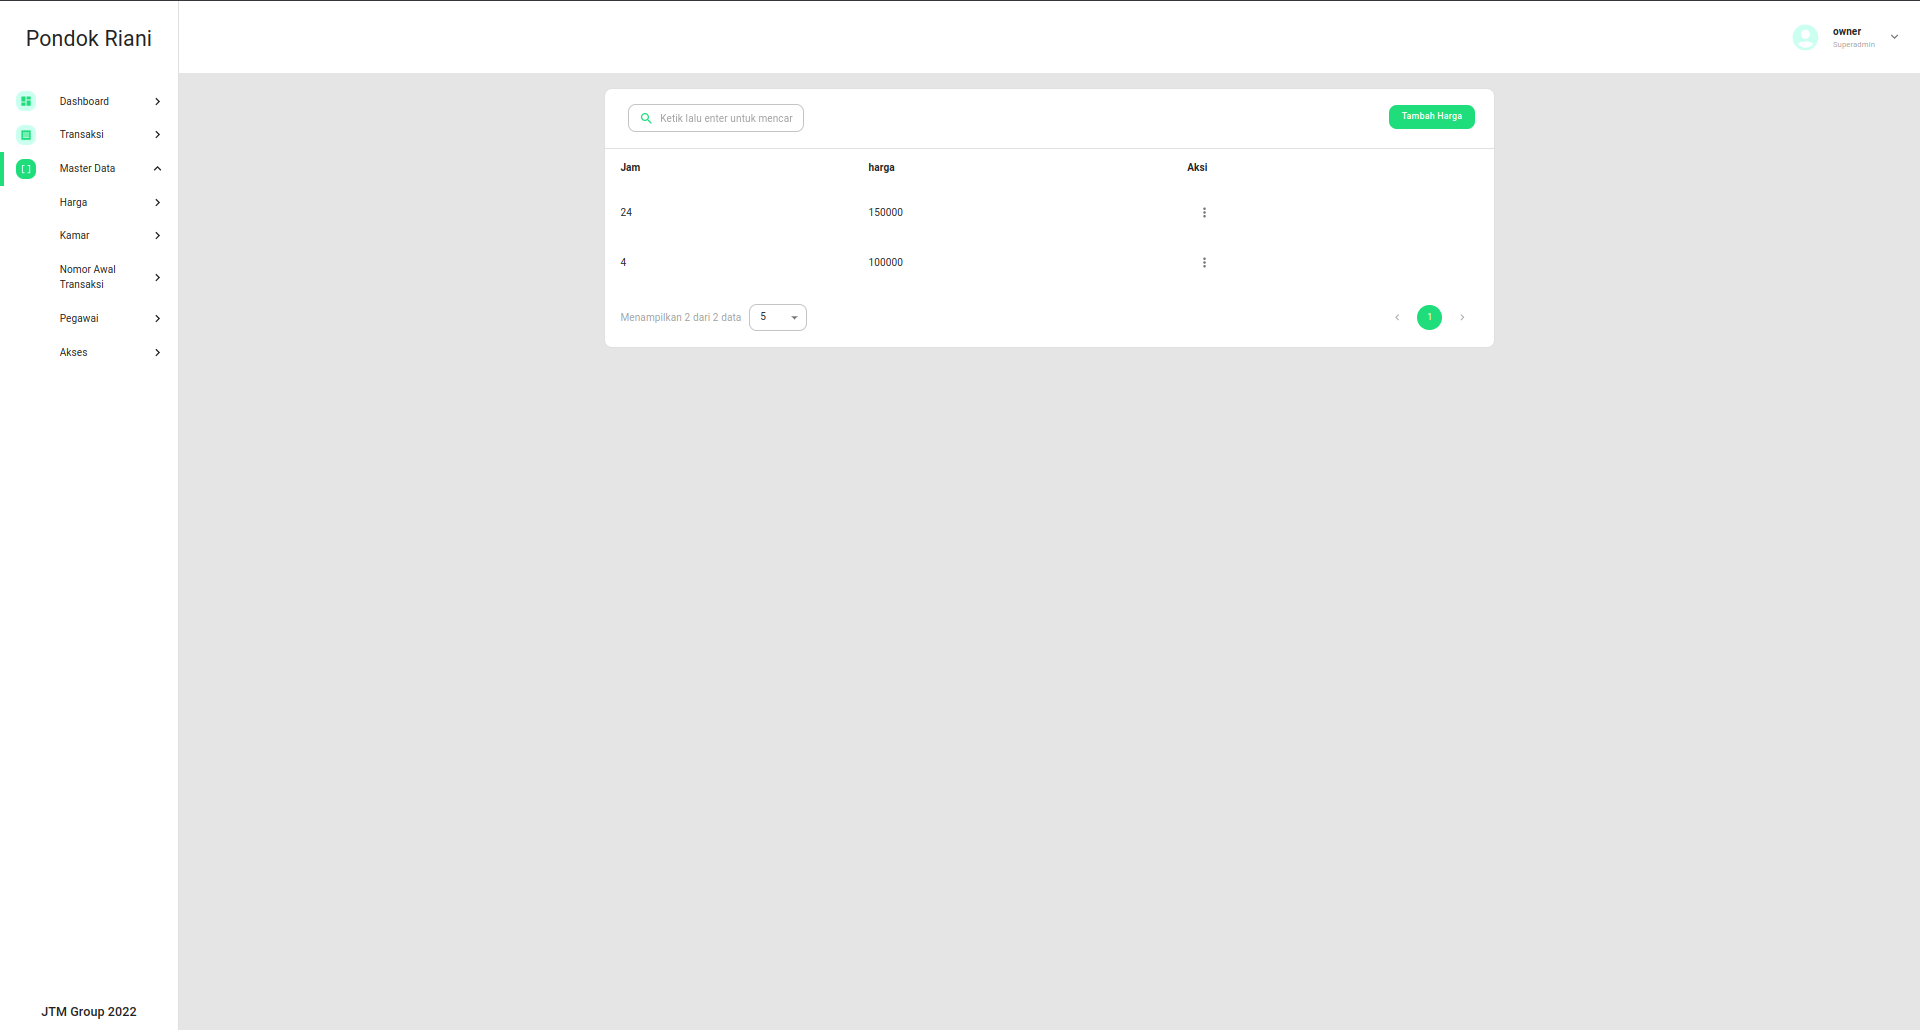 Pondok Riani
owner
Superadmin
Dashboard
Transaksi
Master Data
Harga
Kamar
Nomor Awal
Transaksi
Pegawai
Akses
JTM Group 2022
Ketik lalu enter untuk mencar
Tambah Harga
Jam harga Aksi
24 150000
4 100000
Menampilkan 2 dari 2 data 5 1